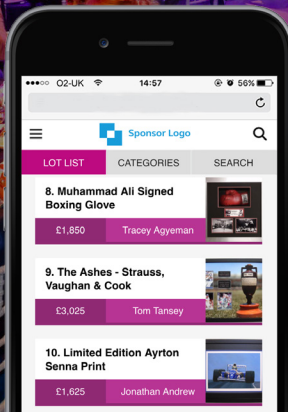 O2-UK 14:57 56%
Sponsor Logo
LOT LIST CATEGORIES SEARCH
8. Muhammad Ali Signed
Boxing Glove
£1,850 Tracey Agyeman
9. The Ashes - Strauss,
Vaughan & Cook
£3,025 Tom Tansey
10. Limited Edition Ayrton
Senna Print
£1,625 Jonathan Andrew